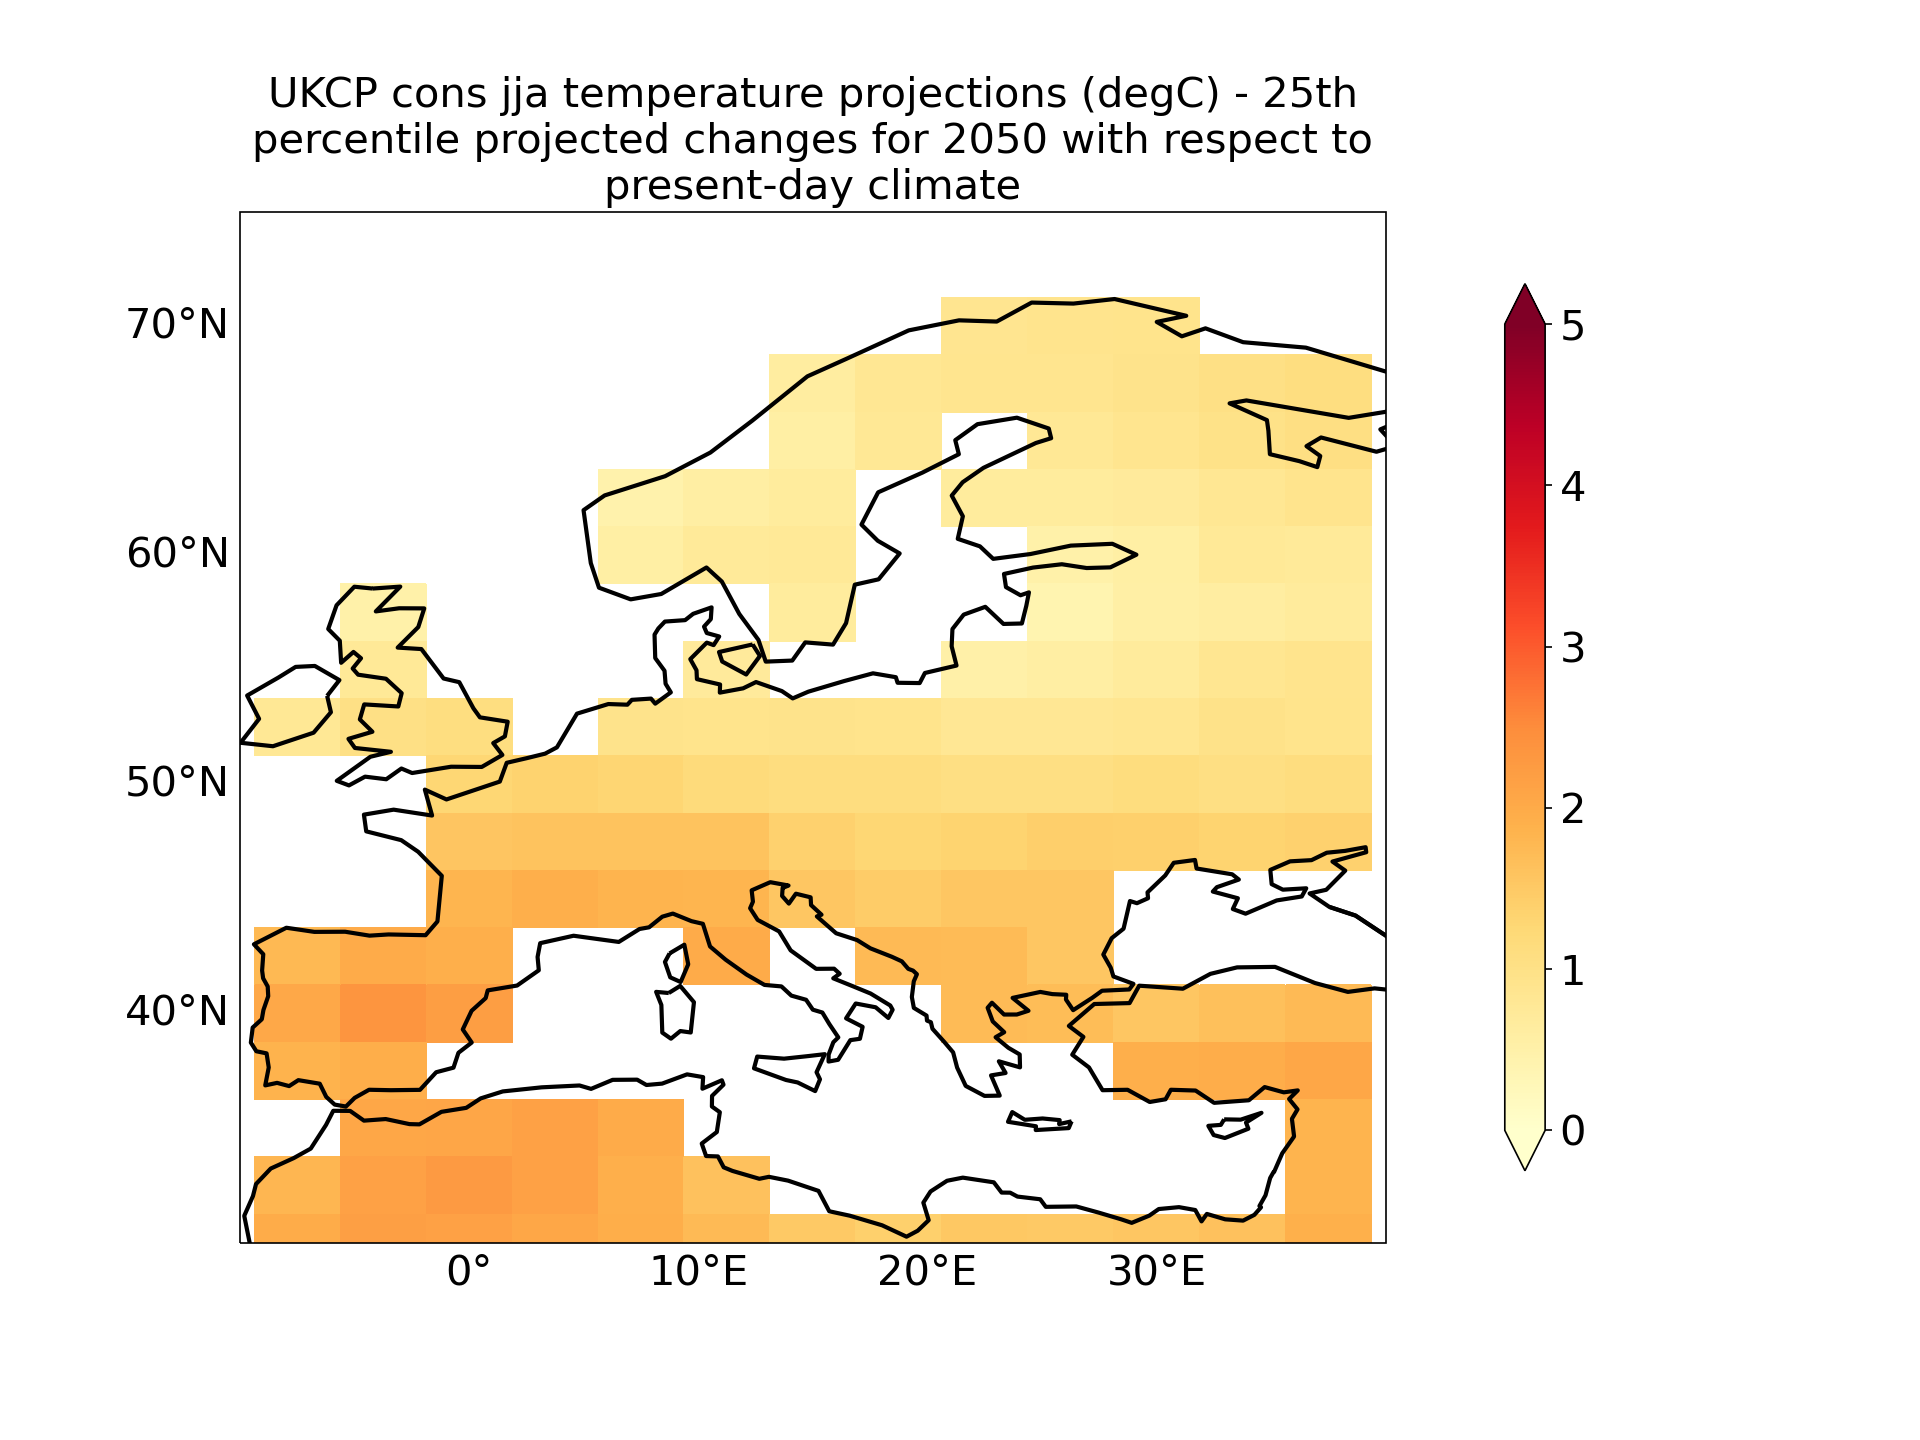 UKCP cons jja temperature projections (degC) - 25th
percentile projected changes for 2050 with respect to
present-day climate
70°N
60°N
50°N
40°N
0°
10°E
20°E
30°E
5
4
3
2
1
0